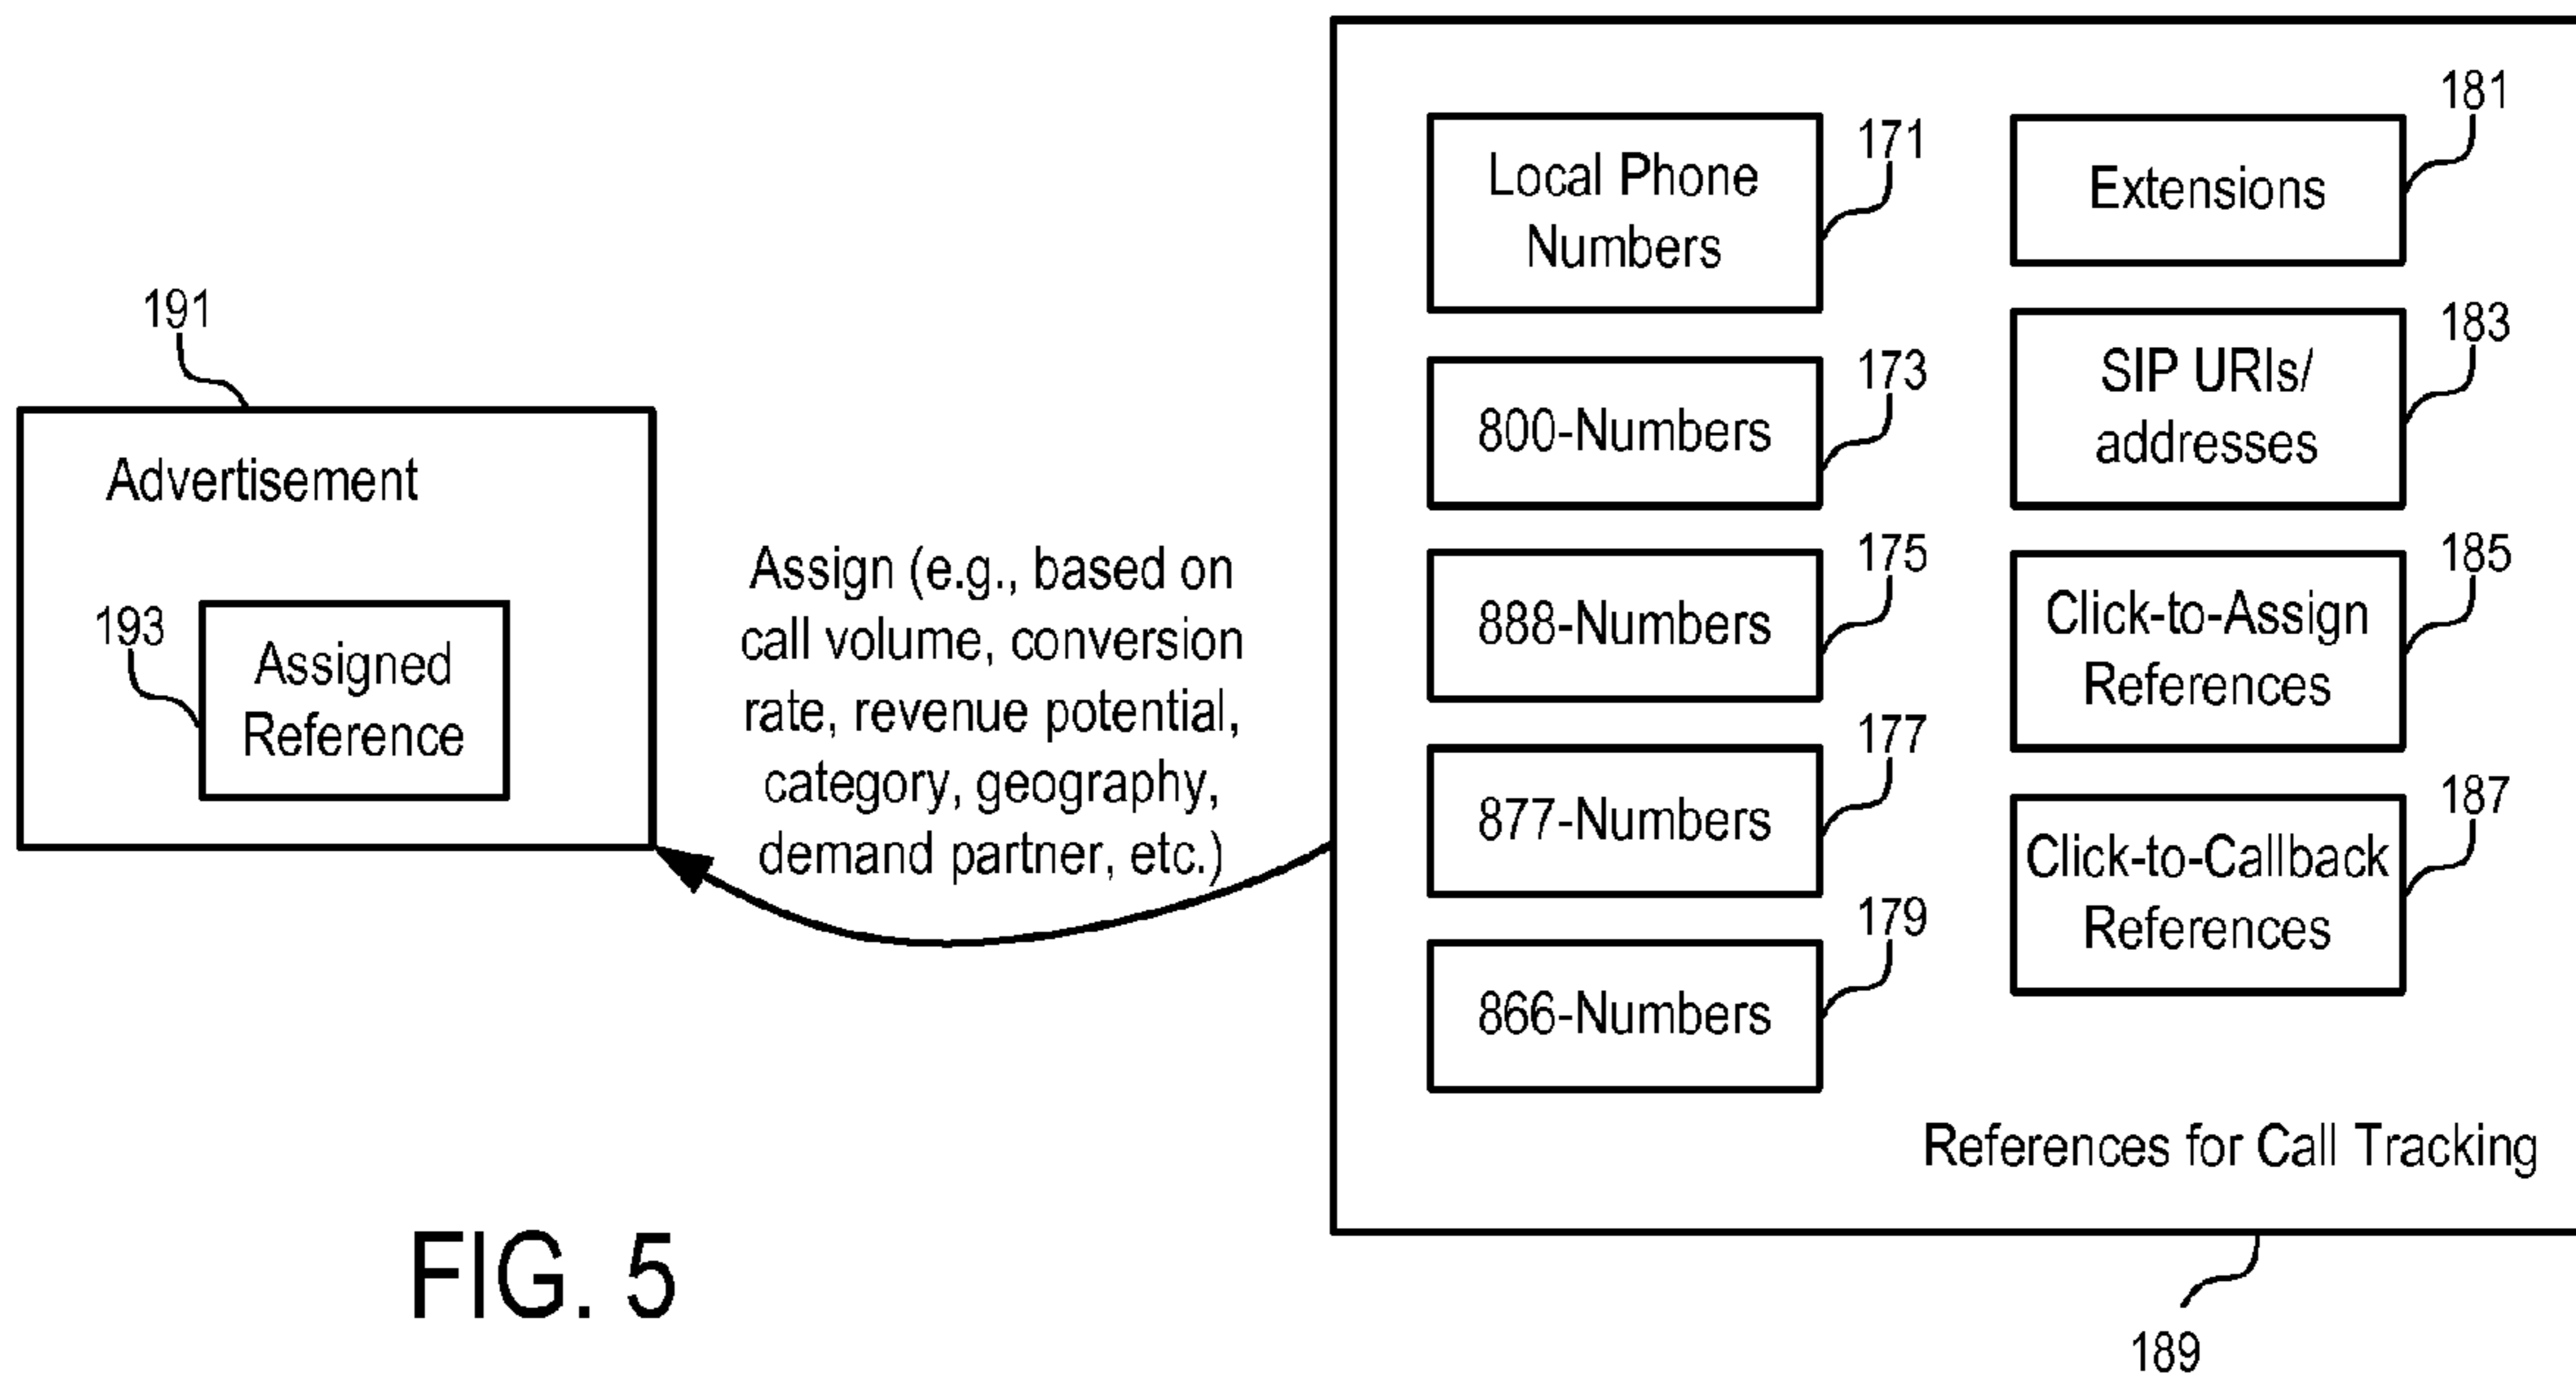 191
Advertisement
193
Assigned
Reference
Assign (e.g., based on
call volume, conversion
rate, revenue potential,
category, geography,
demand partner, etc.)
171
Local Phone
Numbers
173
800-Numbers
175
888-Numbers
177
877-Numbers
179
866-Numbers
181
Extensions
183
SIP URIs/
addresses
185
Click-to-Assign
References
187
Click-to-Callback
References
References for Call Tracking
189
FIG. 5